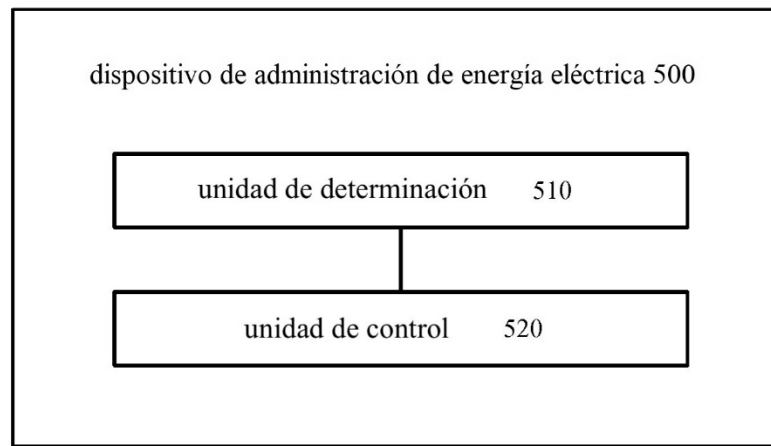 dispositivo de administración de energía eléctrica 500
unidad de determinación 510
unidad de control 520